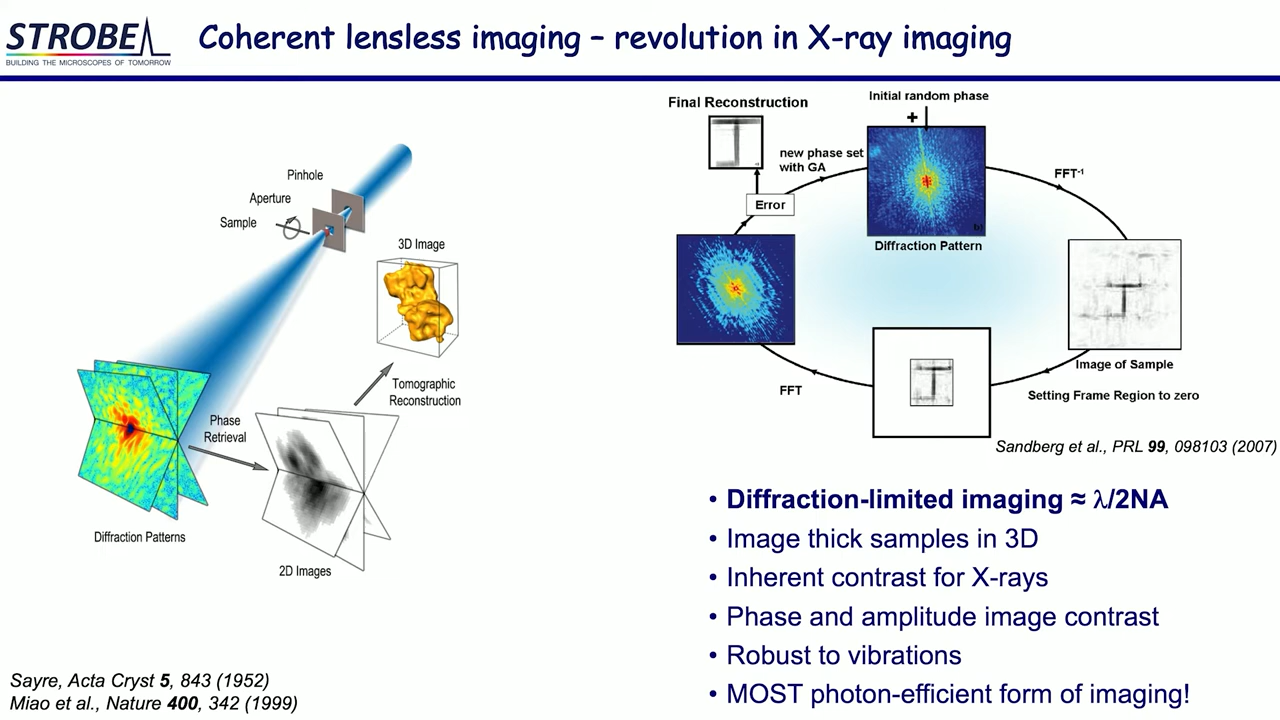 STROBE
BUILDING THE MICROSCOPES OF TOMORROW
Coherent lensless imaging – revolution in X-ray imaging
Pinhole
Aperture
Sample
3D Image
Tomographic
Reconstruction
Phase
Retrieval
Diffraction Patterns
2D Images
Sayre, Acta Cryst 5, 843 (1952)
Miao et al., Nature 400, 342 (1999)
Final Reconstruction
Initial random phase
+
new phase set
with GA
FFT-1
Error
Diffraction Pattern
Image of Sample
Setting Frame Region to zero
FFT
Sandberg et al., PRL 99, 098103 (2007)
• Diffraction-limited imaging ≈ λ/2NA
• Image thick samples in 3D
• Inherent contrast for X-rays
• Phase and amplitude image contrast
• Robust to vibrations
• MOST photon-efficient form of imaging!